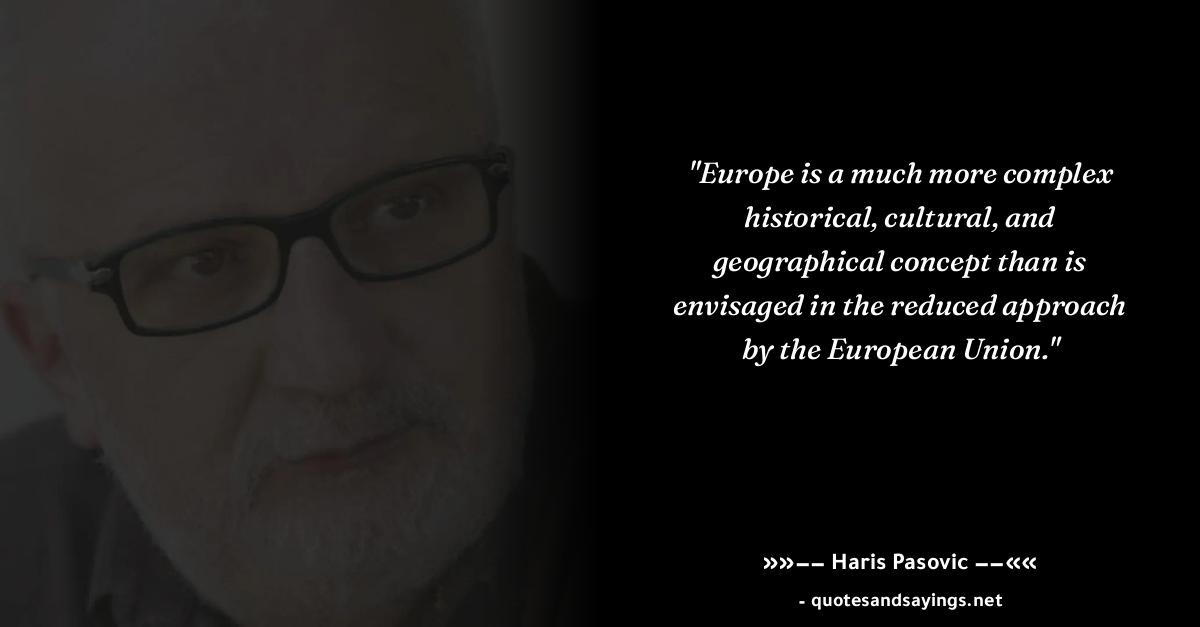 "Europe is a much more complex
historical, cultural, and
geographical concept than is
envisaged in the reduced approach
by the European Union."
»»−− Haris Pasovic −−««
- quotesandsayings.net